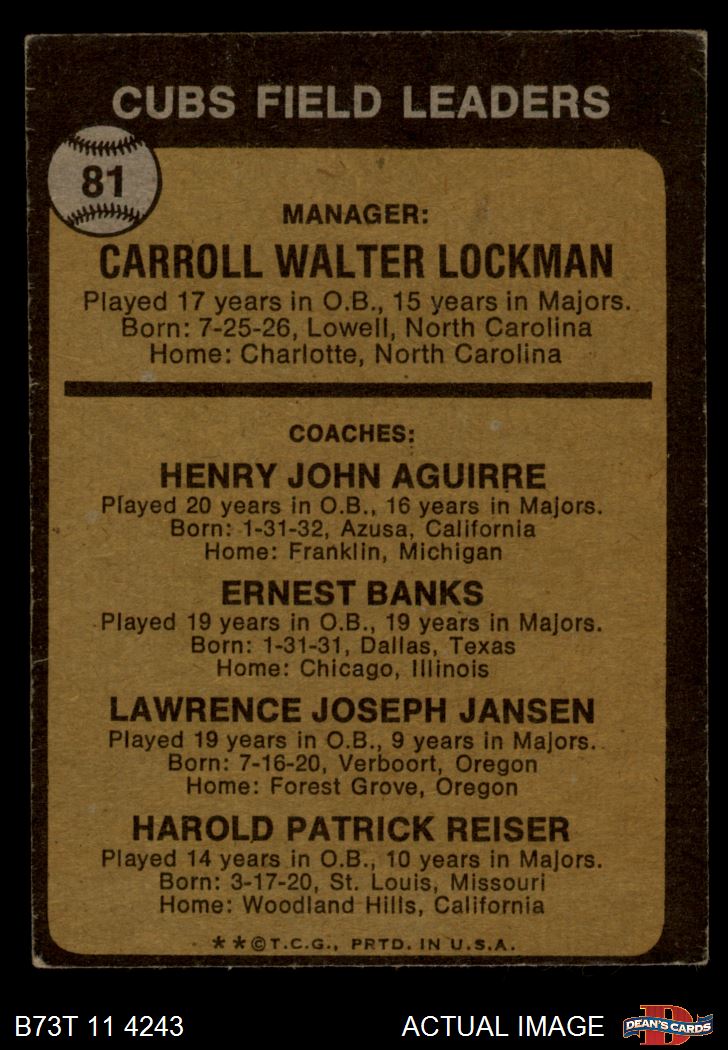 CUBS FIELD LEADERS
81
MANAGER:
CARROLL WALTER LOCKMAN
Played 17 years in O.B., 15 years in Majors.
Born: 7-25-26, Lowell, North Carolina
Home: Charlotte, North Carolina
COACHES:
HENRY JOHN AGUIRRE
Played 20 years in O.B., 16 years in Majors.
Born: 1-31-32, Azusa, California
Home: Franklin, Michigan
ERNEST BANKS
Played 19 years in O.B., 19 years in Majors.
Born: 1-31-31, Dallas, Texas
Home: Chicago, Illinois
LAWRENCE JOSEPH JANSEN
Played 19 years in O.B., 9 years in Majors.
Born: 7-16-20, Verboort, Oregon
Home: Forest Grove, Oregon
HAROLD PATRICK REISER
Played 14 years in O.B., 10 years in Majors.
Born: 3-17-20, St. Louis, Missouri
Home: Woodland Hills, California
**©T.C.G., PRTD. IN U.S.A.
B73T 11 4243 ACTUAL IMAGE
D
DEAN'S CARDS